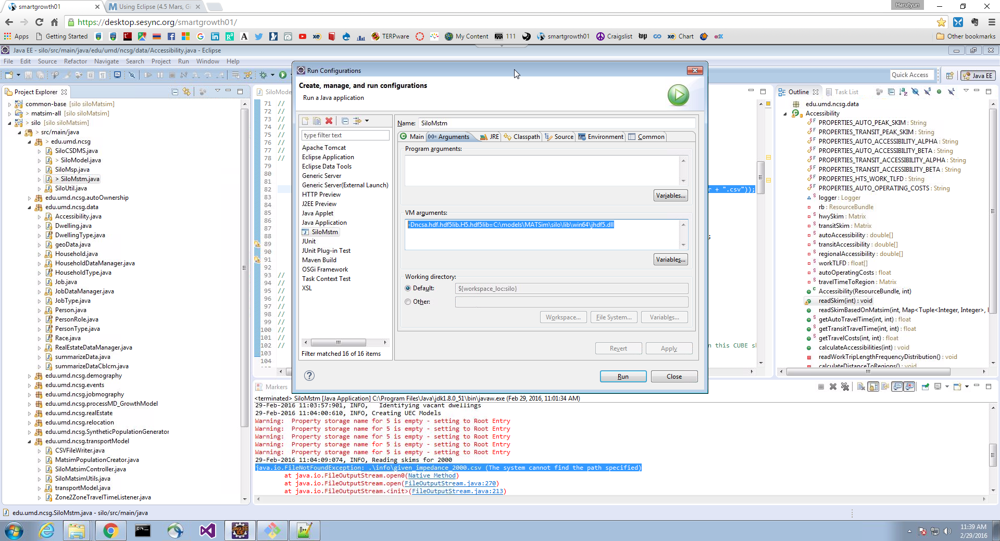 smartgrowth01
Using Eclipse (4.5 Mars, Gi
Harutyun
https://desktop.sesync.org/smartgrowth01/
Apps
Getting Started
TERPware
My Content
111
smartgrowth01
Craigslist
Chart
Other bookmarks
Java EE - silo/src/main/java/edu/umd/ncsg/data/Accessibility.java - Eclipse
File Edit Source Refactor Navigate Search Project Run Window Help
Quick Access
Java EE
Project Explorer
common-base [silo siloMatsim]
> matsim-all [silo siloMatsim]
> silo [silo siloMatsim]
> src/main/java
> edu.umd.ncsg
SiloCSDMS.java
> SiloModel.java
SiloMsp.java
> SiloMstm.java
SiloUtil.java
edu.umd.ncsg.autoOwnership
edu.umd.ncsg.data
Accessibility.java
Dwelling.java
DwellingType.java
geoData.java
Household.java
HouseholdDataManager.java
HouseholdType.java
Job.java
JobDataManager.java
JobType.java
Person.java
PersonRole.java
PersonType.java
Race.java
RealEstateDataManager.java
summarizeData.java
summarizeDataCblcm.java
edu.umd.ncsg.demography
edu.umd.ncsg.events
edu.umd.ncsg.jobmography
edu.umd.ncsg.processMD_GrowthModel
edu.umd.ncsg.realEstate
edu.umd.ncsg.relocation
edu.umd.ncsg.SyntheticPopulationGenerator
edu.umd.ncsg.transportModel
CSVFileWriter.java
MatsimPopulationCreator.java
SiloMatsimController.java
SiloMatsimUtils.java
transportModel.java
Zone2ZoneTravelTimeListener.java
SiloMode
71 //
72 //
73 //
74 //
75 //
76 //
77 //
78 //
79
80
81
82 r + ".csv"));
83
84
85
86
87
88 ;
89
90
91
92
93 //
94 //
95 //
96 //
97 //
98 //
99 //
100 //
101 //
102 // n this CUBE sk
103
104
Run Configurations
Create, manage, and run configurations
Run a Java application
type filter text
Apache Tomcat
Eclipse Application
Eclipse Data Tools
Generic Server
Generic Server(External Launch)
HTTP Preview
J2EE Preview
Java Applet
Java Application
SiloMstm
JUnit
JUnit Plug-in Test
Maven Build
OSGi Framework
Task Context Test
XSL
Filter matched 16 of 16 items
Name: SiloMstm
Main (x)= Arguments JRE Classpath Source Environment Common
Program arguments:
Variables...
VM arguments:
-Dncsa.hdf.hdf5lib.H5.hdf5lib=C:\models\MATSim\silo\lib\win64\jhdf5.dll
Variables...
Working directory:
Default: ${workspace_loc:silo}
Other:
Workspace... File System... Variables...
Revert Apply
Run Close
Outline
Task List
edu.umd.ncsg.data
Accessibility
PROPERTIES_AUTO_PEAK_SKIM : String
PROPERTIES_TRANSIT_PEAK_SKIM : String
PROPERTIES_AUTO_ACCESSIBILITY_ALPHA : String
PROPERTIES_AUTO_ACCESSIBILITY_BETA : String
PROPERTIES_TRANSIT_ACCESSIBILITY_ALPHA : String
PROPERTIES_TRANSIT_ACCESSIBILITY_BETA : String
PROPERTIES_HTS_WORK_TLFD : String
PROPERTIES_AUTO_OPERATING_COSTS : String
logger : Logger
rb : ResourceBundle
hwySkim : Matrix
transitSkim : Matrix
autoAccessibility : double[]
transitAccessibility : double[]
regionalAccessibility : double[]
workTLFD : float[]
autoOperatingCosts : float
travelTimeToRegion : Matrix
Accessibility(ResourceBundle, int)
readSkim(int) : void
readSkimBasedOnMatsim(int, Map<Tuple<Integer, Integer>, I
getAutoTravelTime(int, int) : float
getTransitTravelTime(int, int) : float
getTravelCosts(int, int) : float
calculateAccessibilities(int) : void
readWorkTripLengthFrequencyDistribution() : void
calculateDistanceToRegions() : void
Markers
<terminated> SiloMstm [Java Application] C:\Program Files\Java\jdk1.8.0_51\bin\javaw.exe (Feb 29, 2016, 11:01:34 AM)
29-Feb-2016 11:03:57:901, INFO, Identifying vacant dwellings
29-Feb-2016 11:04:00:610, INFO, Creating UEC Models
Warning: Property storage name for 5 is empty - setting to Root Entry
Warning: Property storage name for 5 is empty - setting to Root Entry
Warning: Property storage name for 5 is empty - setting to Root Entry
Warning: Property storage name for 5 is empty - setting to Root Entry
Warning: Property storage name for 5 is empty - setting to Root Entry
29-Feb-2016 11:04:09:074, INFO, Reading skims for 2000
java.io.FileNotFoundException: .\info\given_impedance_2000.csv (The system cannot find the path specified)
at java.io.FileOutputStream.open0(Native Method)
at java.io.FileOutputStream.open(FileOutputStream.java:270)
at java.io.FileOutputStream.<init>(FileOutputStream.java:213)
edu.umd.ncsg.SiloMstm.java - silo/src/main/java
11:39 AM
2/29/2016